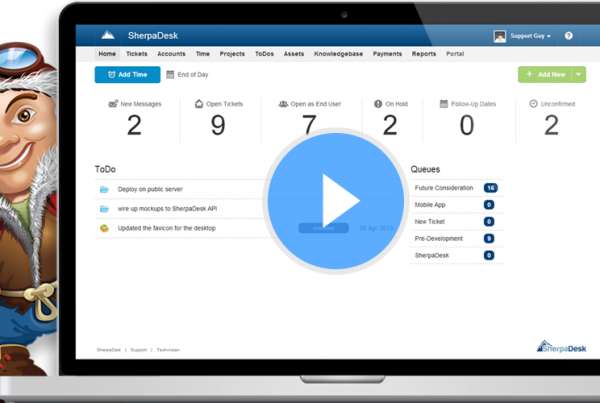 SherpaDesk
Support Guy
?
Home Tickets Accounts Time Projects ToDos Assets Knowledgebase Payments Reports Portal
Add Time
End of Day
+ Add New
New Messages
2
Open Tickets
9
Open as End User
7
On Hold
2
Follow-Up Dates
0
Unconfirmed
2
ToDo
Deploy on public server
wire up mockups to SherpaDesk API
Updated the favicon for the desktop
26 Apr 2013
Queues
Future Consideration 16
Mobile App 0
New Ticket 0
Pre-Development 9
SherpaDesk 0
SherpaDesk | Support | Technician
SherpaDesk